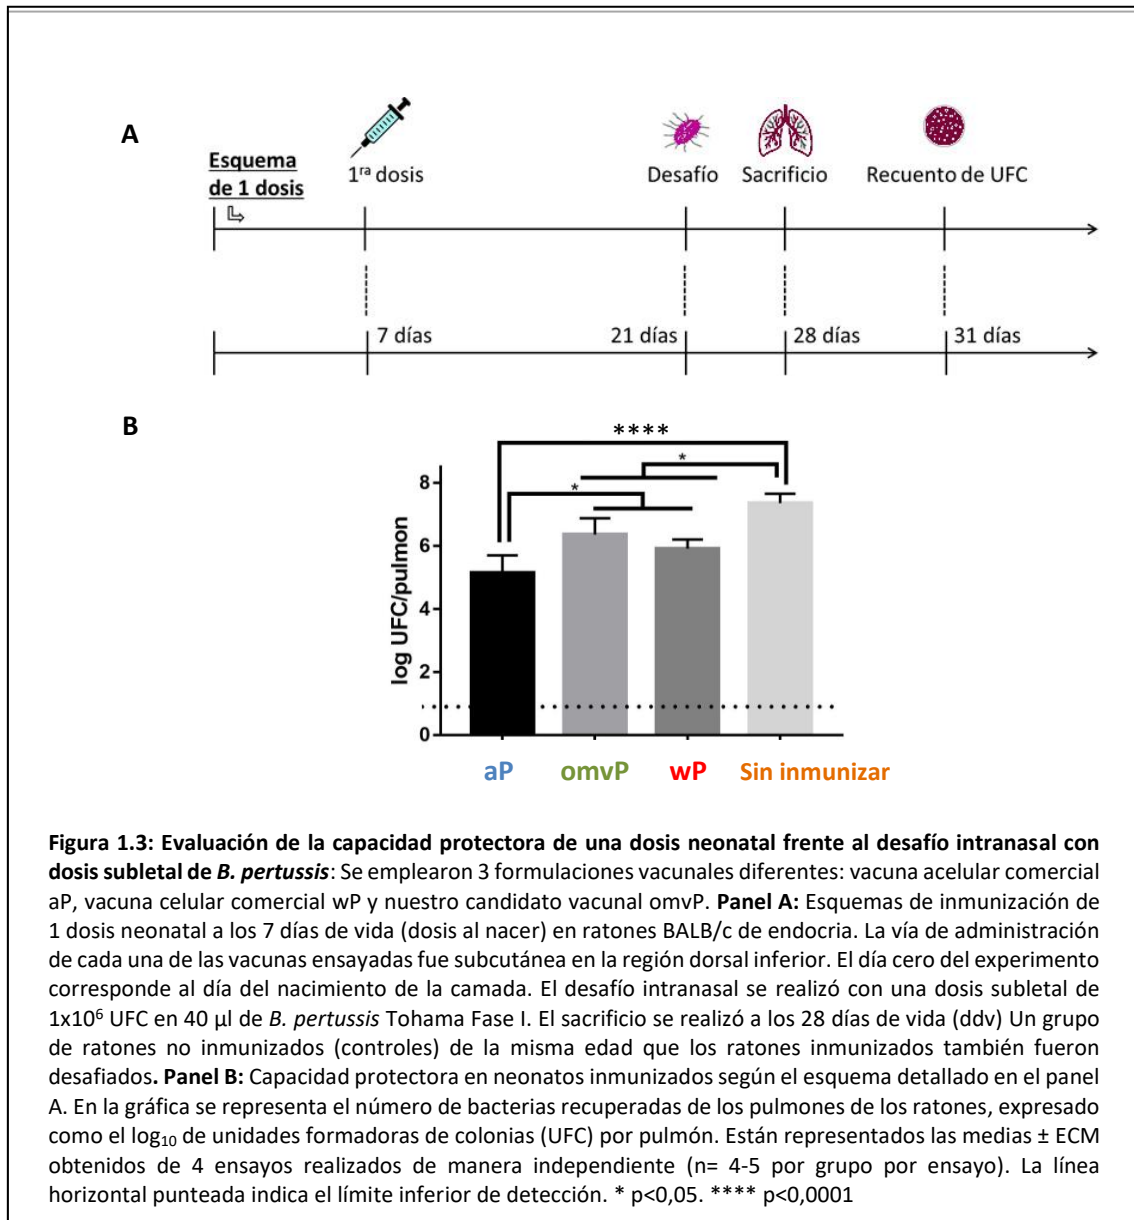 A
Esquema
de 1 dosis
1ra dosis
Desafío
Sacrificio
Recuento de UFC
7 días
21 días
28 días
31 días
B
****
*
*
log UFC/pulmon
8
6
4
2
0
aP
omvP
wP
Sin inmunizar
Figura 1.3: Evaluación de la capacidad protectora de una dosis neonatal frente al desafío intranasal con
dosis subletal de B. pertussis: Se emplearon 3 formulaciones vacunales diferentes: vacuna acelular comercial
aP, vacuna celular comercial wP y nuestro candidato vacunal omvP. Panel A: Esquemas de inmunización de
1 dosis neonatal a los 7 días de vida (dosis al nacer) en ratones BALB/c de endocria. La vía de administración
de cada una de las vacunas ensayadas fue subcutánea en la región dorsal inferior. El día cero del experimento
corresponde al día del nacimiento de la camada. El desafío intranasal se realizó con una dosis subletal de
1x10⁶ UFC en 40 µl de B. pertussis Tohama Fase I. El sacrificio se realizó a los 28 días de vida (ddv) Un grupo
de ratones no inmunizados (controles) de la misma edad que los ratones inmunizados también fueron
desafiados. Panel B: Capacidad protectora en neonatos inmunizados según el esquema detallado en el panel
A. En la gráfica se representa el número de bacterias recuperadas de los pulmones de los ratones, expresado
como el log₁₀ de unidades formadoras de colonias (UFC) por pulmón. Están representados las medias ± ECM
obtenidos de 4 ensayos realizados de manera independiente (n= 4-5 por grupo por ensayo). La línea
horizontal punteada indica el límite inferior de detección. * p<0,05. **** p<0,0001